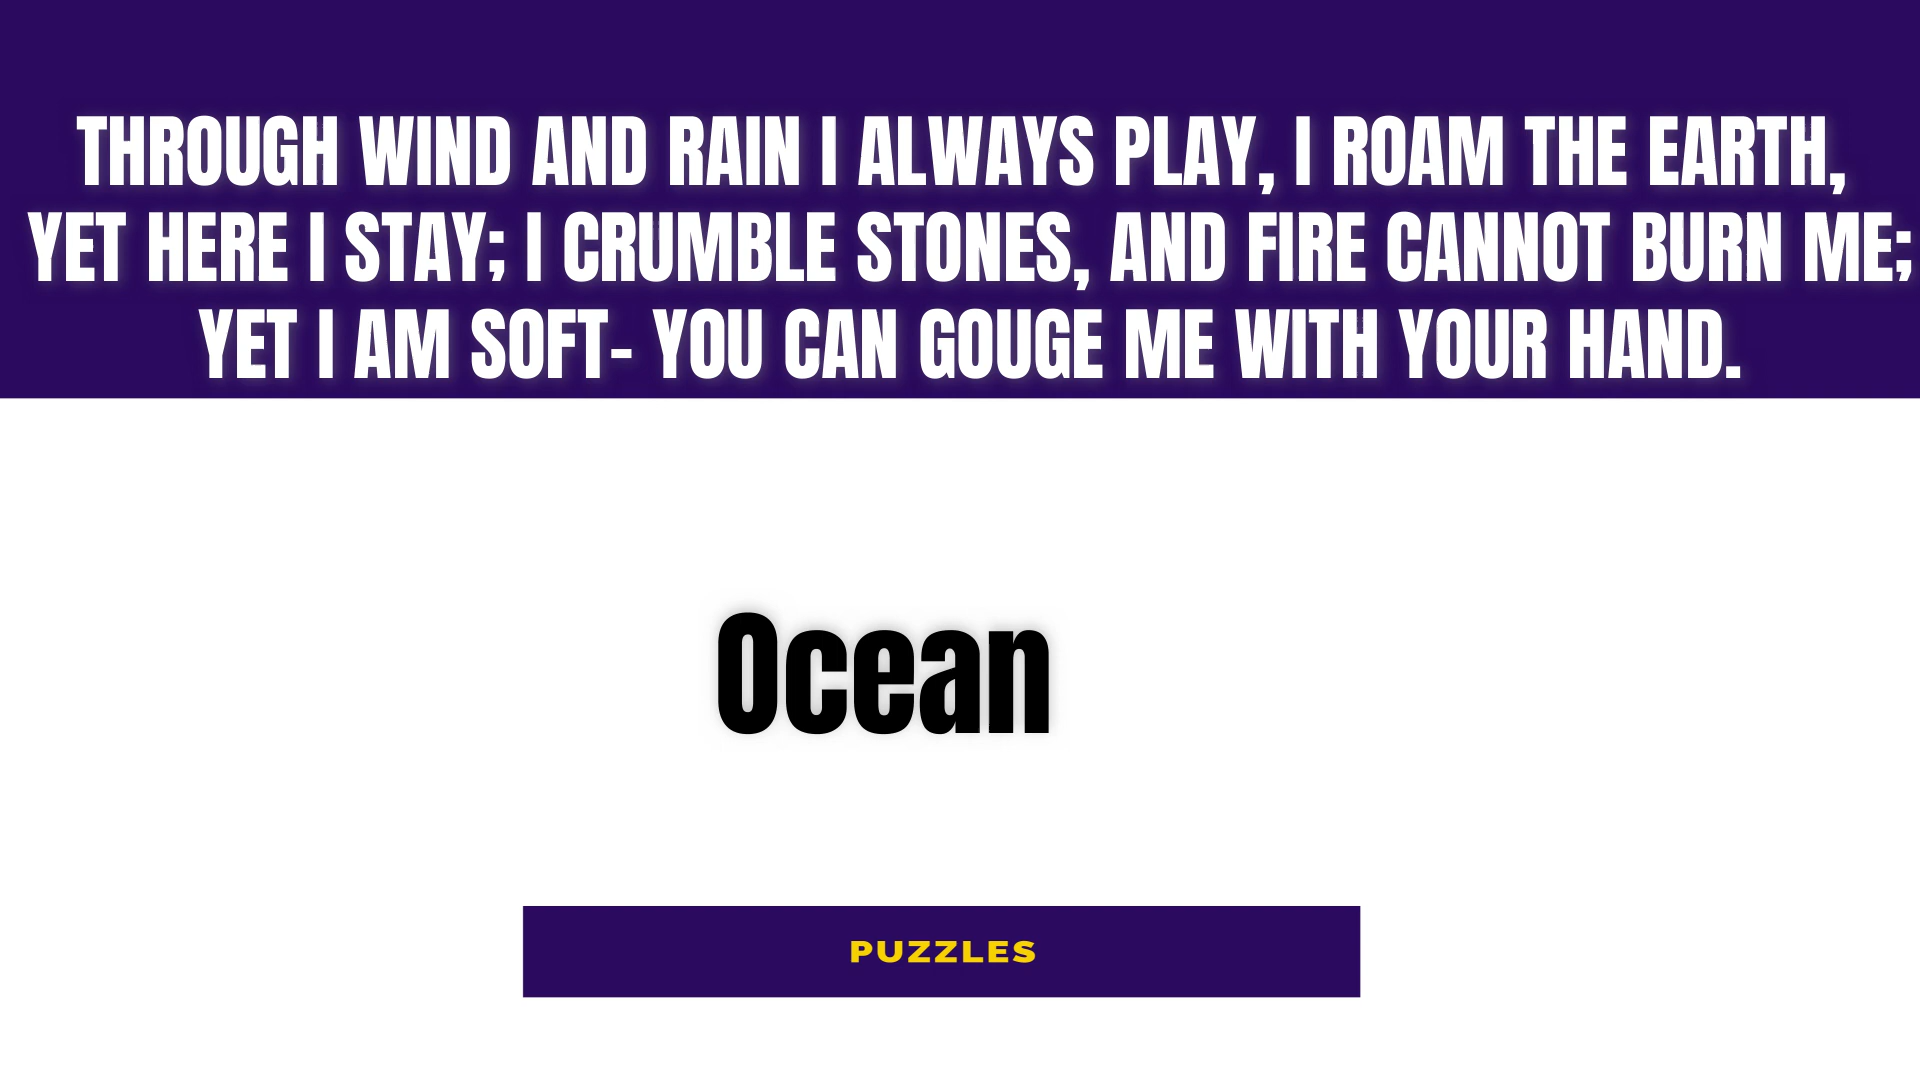 THROUGH WIND AND RAIN I ALWAYS PLAY, I ROAM THE EARTH,
YET HERE I STAY; I CRUMBLE STONES, AND FIRE CANNOT BURN ME;
YET I AM SOFT- YOU CAN GOUGE ME WITH YOUR HAND.
Ocean
PUZZLES